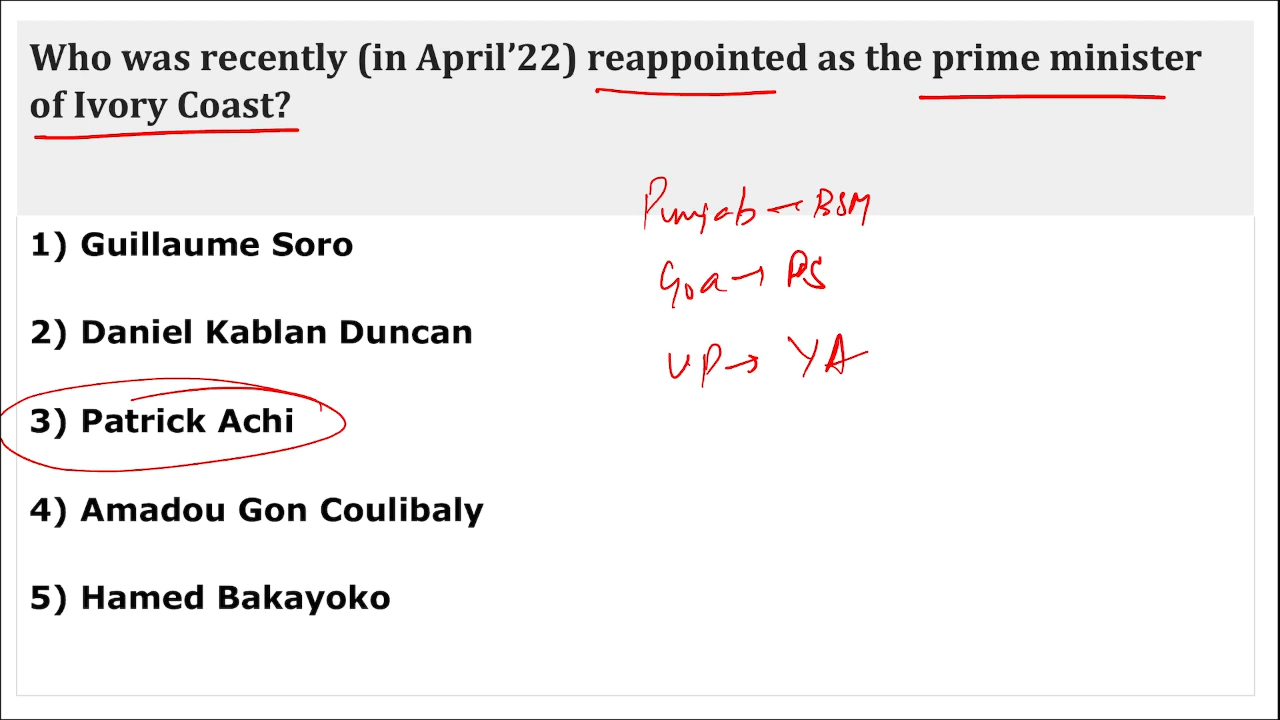 Who was recently (in April’22) reappointed as the prime minister
of Ivory Coast?
Punjab → BSM
1) Guillaume Soro
Goa → PS
2) Daniel Kablan Duncan
UP → YA
3) Patrick Achi
4) Amadou Gon Coulibaly
5) Hamed Bakayoko